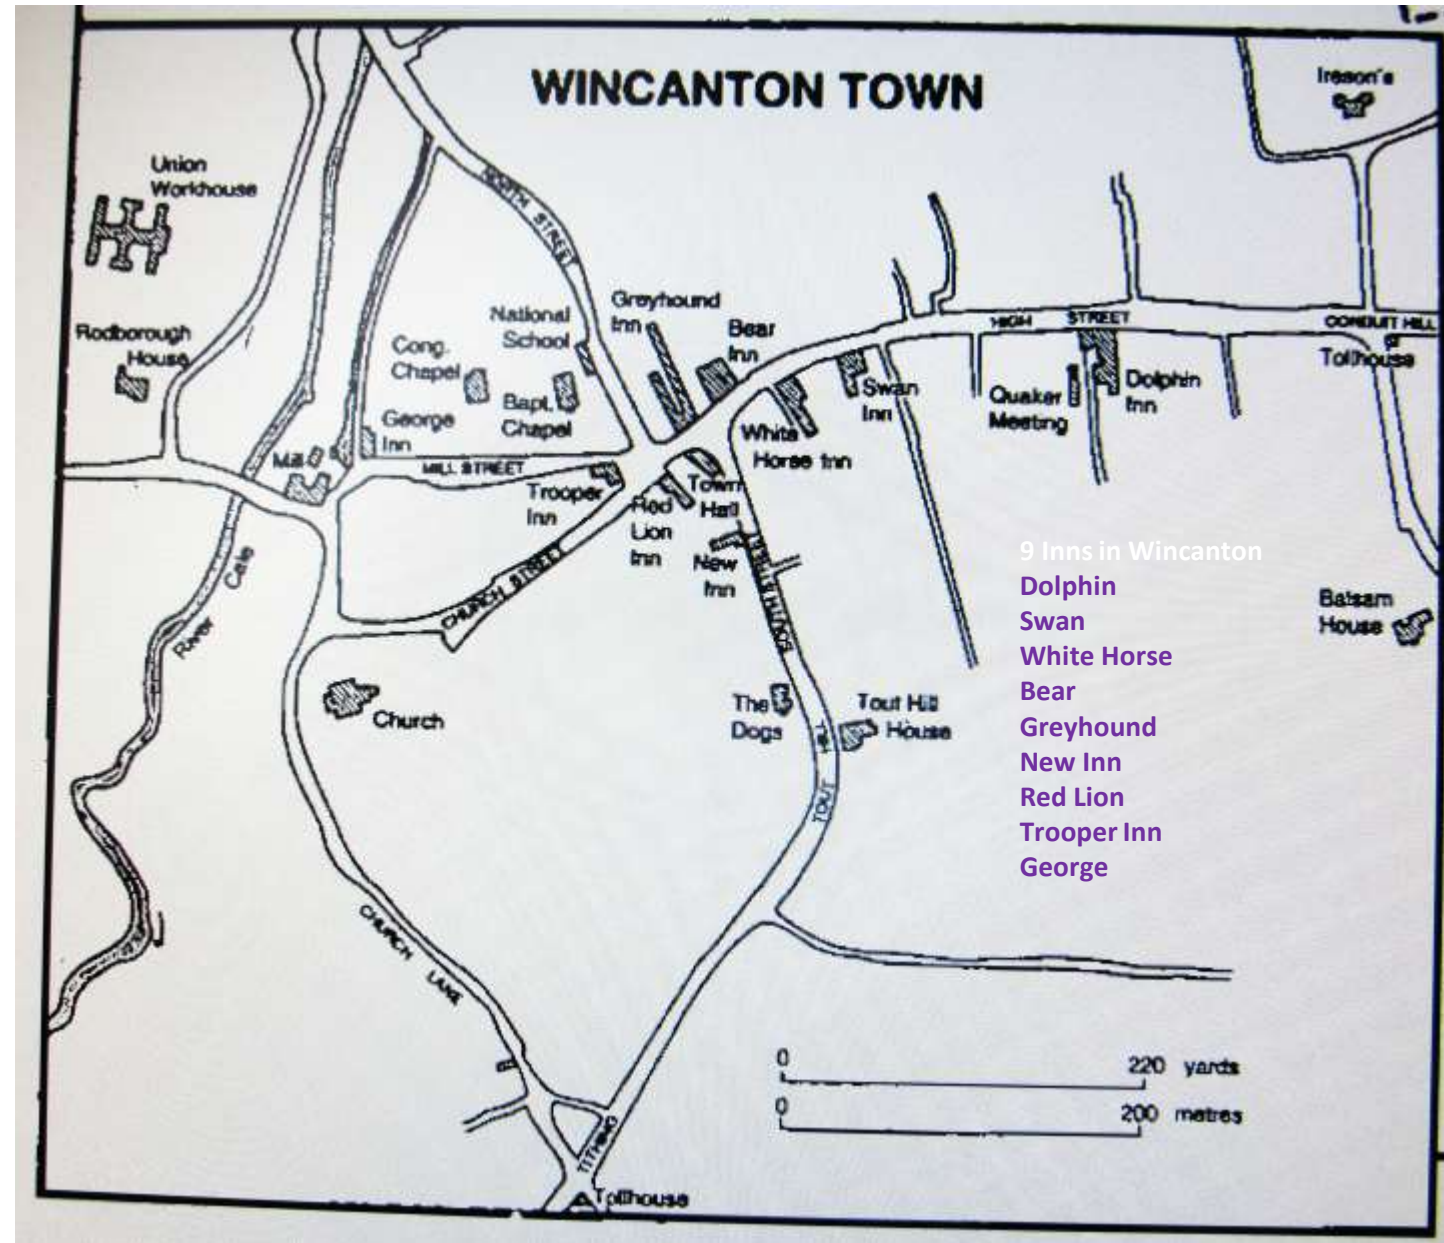 WINCANTON TOWN
Ireson's
Union
Workhouse
NORTH STREET
Rodborough
House
National
School
Greyhound
Inn
Bear
Inn
Cong.
Chapel
HIGH STREET
CONDUIT HILL
Tollhouse
George
Inn
Bapt.
Chapel
Swan
Inn
Quaker
Meeting
Dolphin
Inn
White
Horse Inn
Mill
MILL STREET
Trooper
Inn
Red
Lion
Inn
Town
Hall
New
Inn
SOUTH STREET
River Cale
CHURCH STREET
9 Inns in Wincanton
Dolphin
Swan
White Horse
Bear
Greyhound
New Inn
Red Lion
Trooper Inn
George
Balsam
House
Church
The
Dogs
Tout Hill
House
TOUT HILL
CHURCH LANE
0 220 yards
0 200 metres
TITHING
Tollhouse